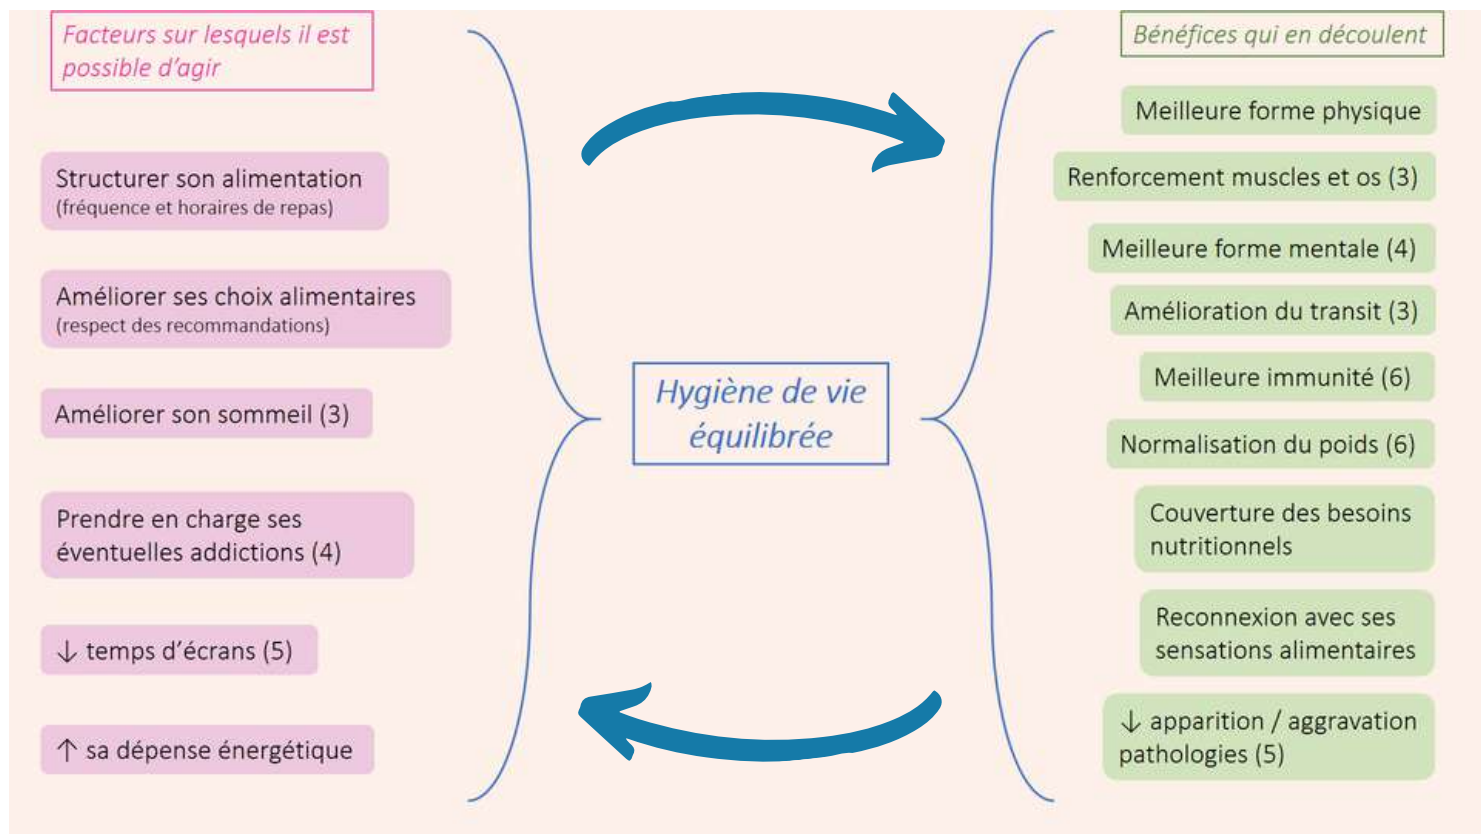 Facteurs sur lesquels il est
possible d'agir
Structurer son alimentation
(fréquence et horaires de repas)
Améliorer ses choix alimentaires
(respect des recommandations)
Améliorer son sommeil (3)
Prendre en charge ses
éventuelles addictions (4)
↓ temps d'écrans (5)
↑ sa dépense énergétique
Hygiène de vie
équilibrée
Bénéfices qui en découlent
Meilleure forme physique
Renforcement muscles et os (3)
Meilleure forme mentale (4)
Amélioration du transit (3)
Meilleure immunité (6)
Normalisation du poids (6)
Couverture des besoins
nutritionnels
Reconnexion avec ses
sensations alimentaires
↓ apparition / aggravation
pathologies (5)